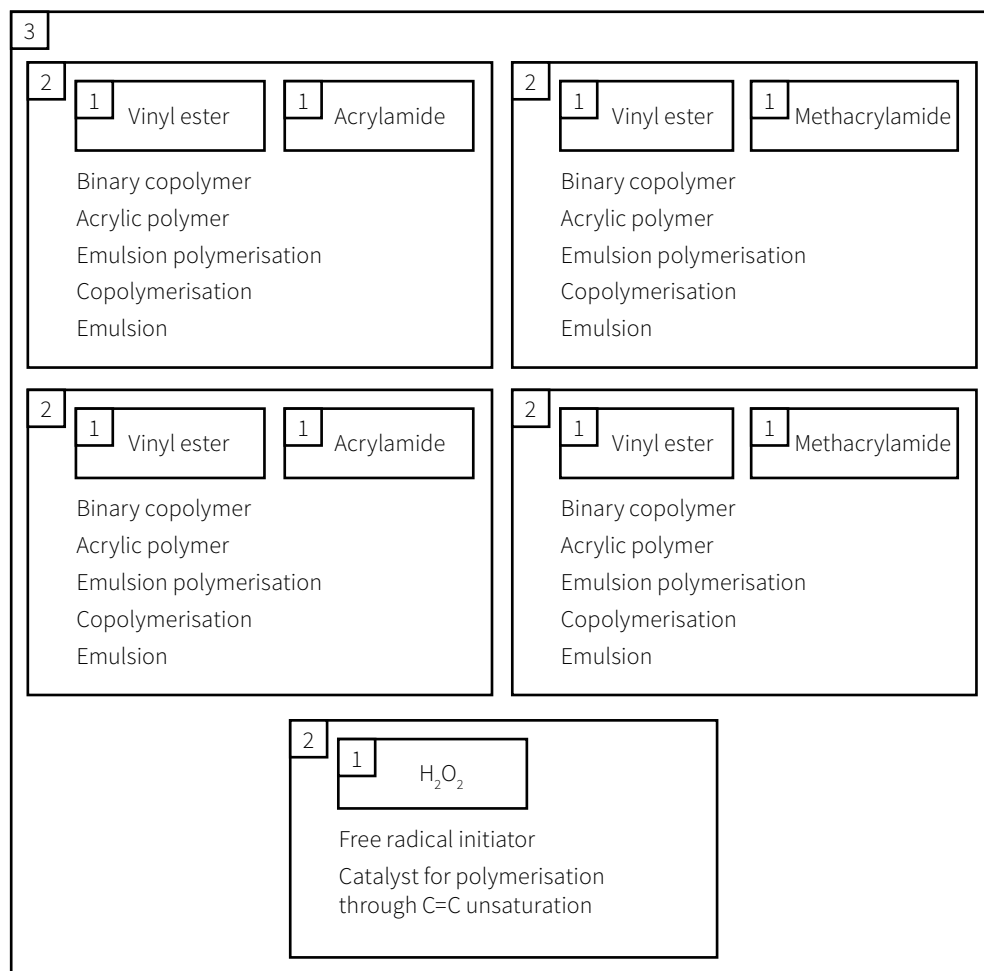 3
2
1 Vinyl ester
1 Acrylamide
Binary copolymer
Acrylic polymer
Emulsion polymerisation
Copolymerisation
Emulsion
2
1 Vinyl ester
1 Methacrylamide
Binary copolymer
Acrylic polymer
Emulsion polymerisation
Copolymerisation
Emulsion
2
1 Vinyl ester
1 Acrylamide
Binary copolymer
Acrylic polymer
Emulsion polymerisation
Copolymerisation
Emulsion
2
1 Vinyl ester
1 Methacrylamide
Binary copolymer
Acrylic polymer
Emulsion polymerisation
Copolymerisation
Emulsion
2
1 H₂O₂
Free radical initiator
Catalyst for polymerisation
through C=C unsaturation